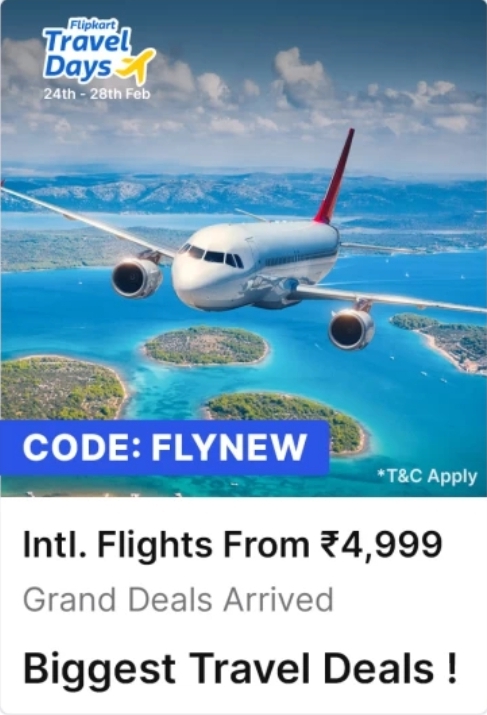 Flipkart
Travel
Days
24th - 28th Feb
CODE: FLYNEW
*T&C Apply
Intl. Flights From ₹4,999
Grand Deals Arrived
Biggest Travel Deals !